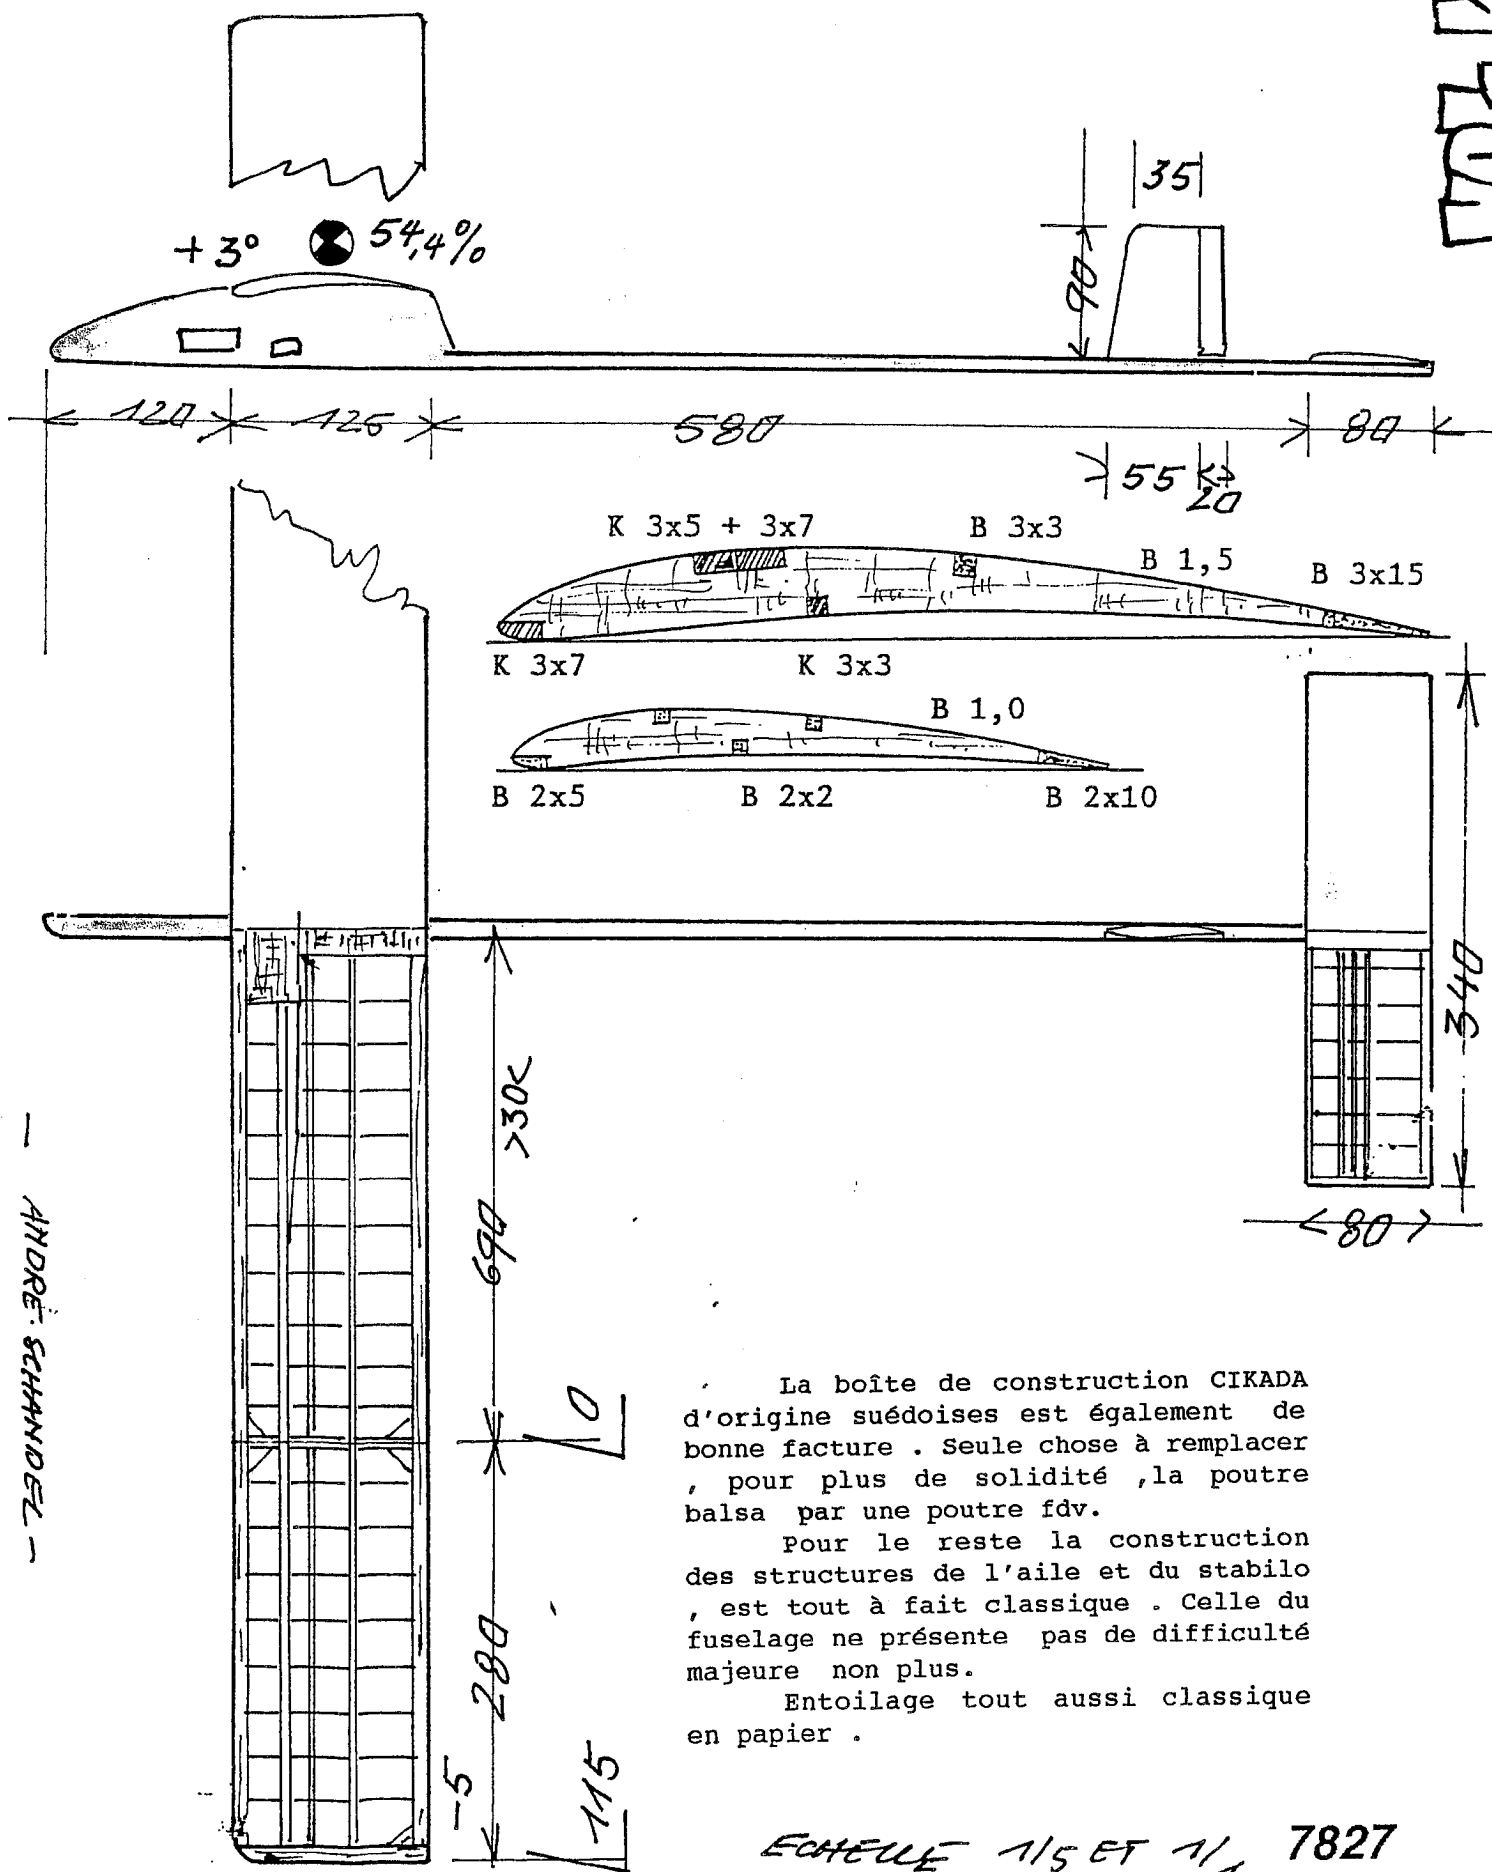 VOL
+3° 54,4%
35
90
120
126
580
80
55
20
K 3x5 + 3x7
B 3x3
B 1,5
B 3x15
K 3x7
K 3x3
B 1,0
B 2x5
B 2x2
B 2x10
340
80
>30<
690
0
280
-5
115
- ANDRÉ SCHANDEL -
La boîte de construction CIKADA
d'origine suédoises est également de
bonne facture . Seule chose à remplacer
, pour plus de solidité ,la poutre
balsa par une poutre fdv.
Pour le reste la construction
des structures de l'aile et du stabilo
, est tout à fait classique . Celle du
fuselage ne présente pas de difficulté
majeure non plus.
Entoilage tout aussi classique
en papier .
ECHELLE 1/5 ET 1/1
7827